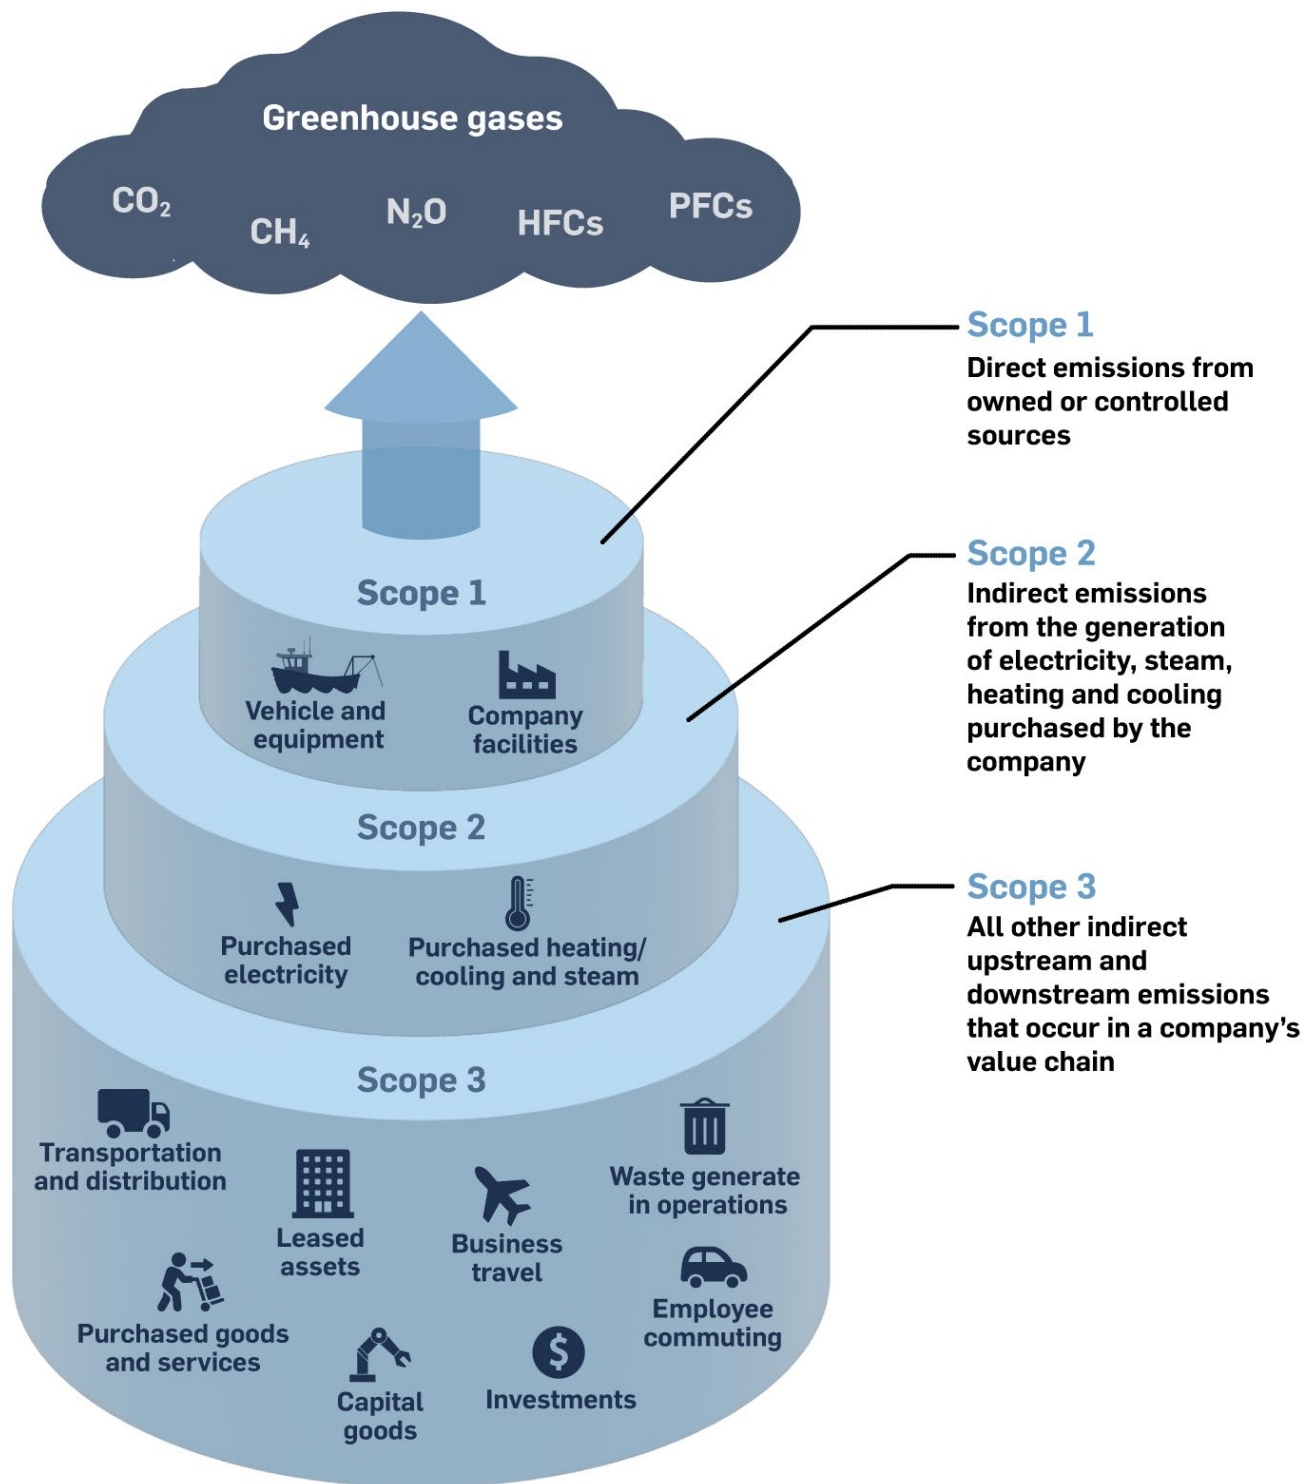 Greenhouse gases
CO₂
CH₄
N₂O
HFCs
PFCs
Scope 1
Direct emissions from
owned or controlled
sources
Scope 1
Vehicle and
equipment
Company
facilities
Scope 2
Indirect emissions
from the generation
of electricity, steam,
heating and cooling
purchased by the
company
Scope 2
Purchased
electricity
Purchased heating/
cooling and steam
Scope 3
All other indirect
upstream and
downstream emissions
that occur in a company’s
value chain
Scope 3
Transportation
and distribution
Leased
assets
Business
travel
Waste generate
in operations
Purchased goods
and services
Capital
goods
$
Investments
Employee
commuting